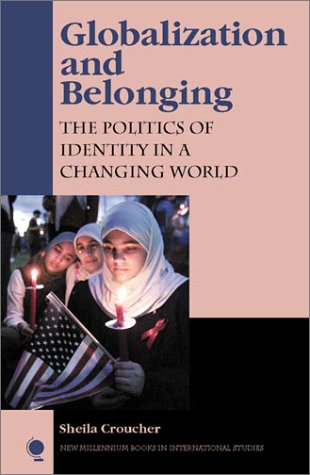 Globalization
and
Belonging
THE POLITICS OF
IDENTITY IN A
CHANGING WORLD
Sheila Croucher
NEW MILLENNIUM BOOKS IN INTERNATIONAL STUDIES